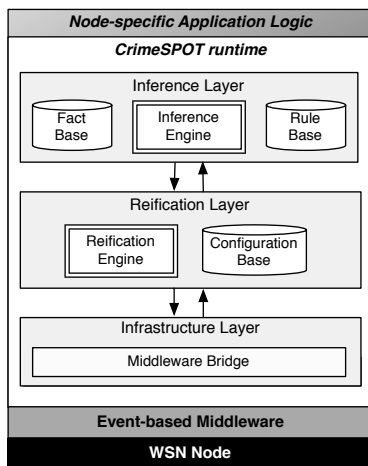 Node-specific Application Logic
CrimeSPOT runtime
Inference Layer
Fact
Base
Inference
Engine
Rule
Base
Reification Layer
Reification
Engine
Configuration
Base
Infrastructure Layer
Middleware Bridge
Event-based Middleware
WSN Node